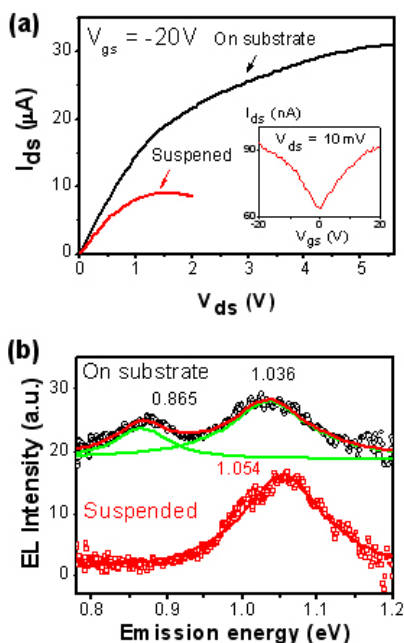 (a)
V_gs = -20V
On substrate
Suspened
I_ds (µA)
40
30
20
10
0
0
1
2
3
4
5
V_ds (V)
I_ds (nA)
V_ds = 10 mV
90
60
-20
0
20
V_gs (V)
(b)
On substrate
0.865
1.036
1.054
Suspended
EL Intensity (a.u.)
30
20
10
0
0.8
0.9
1.0
1.1
1.2
Emission energy (eV)